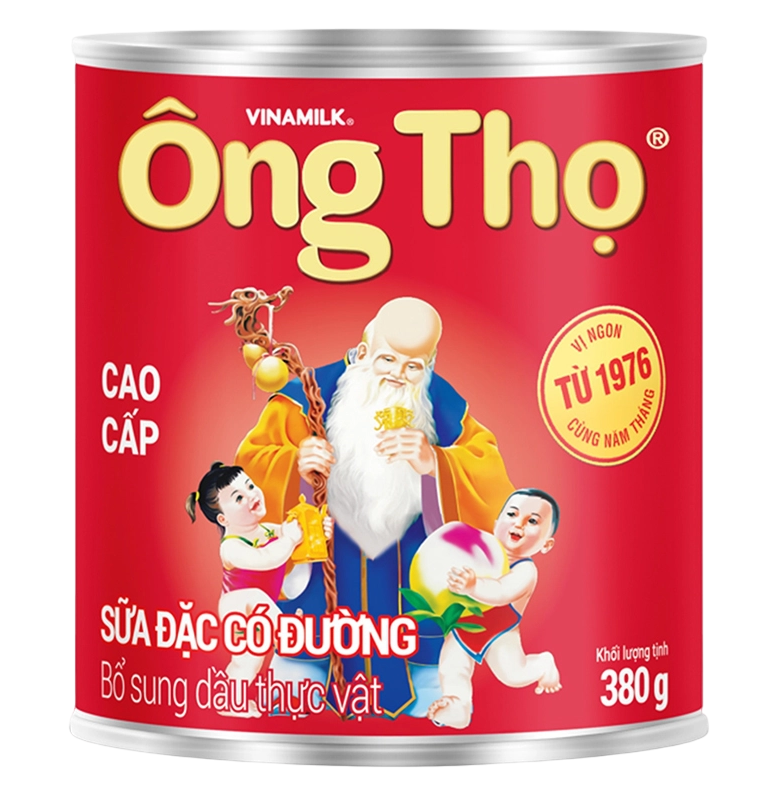 VINAMILK®
Ông Thọ®
CAO
CẤP
VỊ NGON
TỪ 1976
CÙNG NĂM THÁNG
SỮA ĐẶC CÓ ĐƯỜNG
Bổ sung dầu thực vật
Khối lượng tịnh
380 g